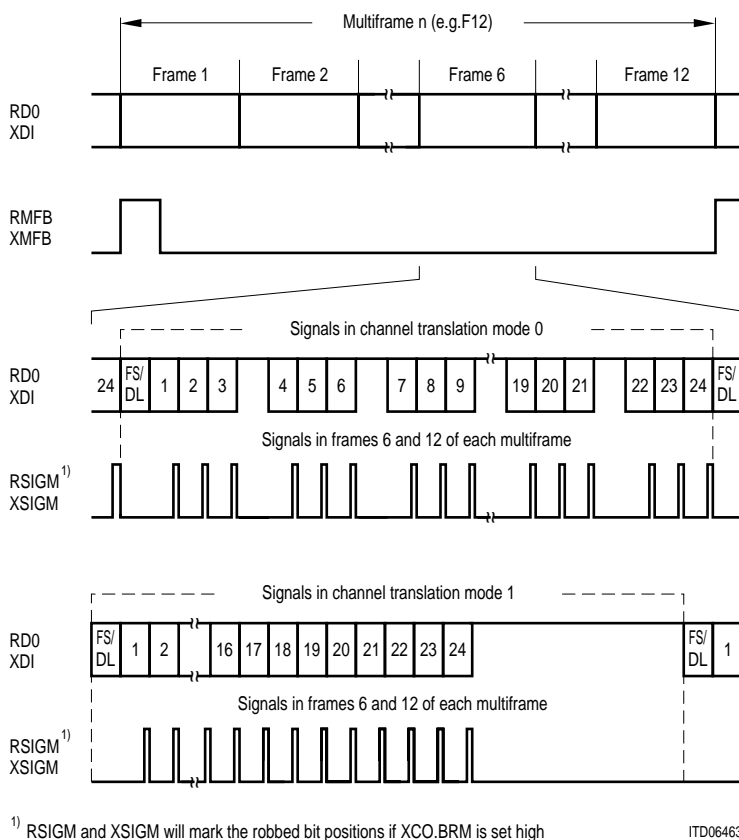 Multiframe n (e.g.F12)
Frame 1 Frame 2 Frame 6 Frame 12
RD0
XDI
RMFB
XMFB
Signals in channel translation mode 0
RD0
XDI
24 FS/DL 1 2 3 4 5 6 7 8 9 19 20 21 22 23 24 FS/DL
Signals in frames 6 and 12 of each multiframe
RSIGM 1)
XSIGM
Signals in channel translation mode 1
RD0
XDI
FS/DL 1 2 16 17 18 19 20 21 22 23 24 FS/DL 1
Signals in frames 6 and 12 of each multiframe
RSIGM 1)
XSIGM
1) RSIGM and XSIGM will mark the robbed bit positions if XCO.BRM is set high
ITD06463